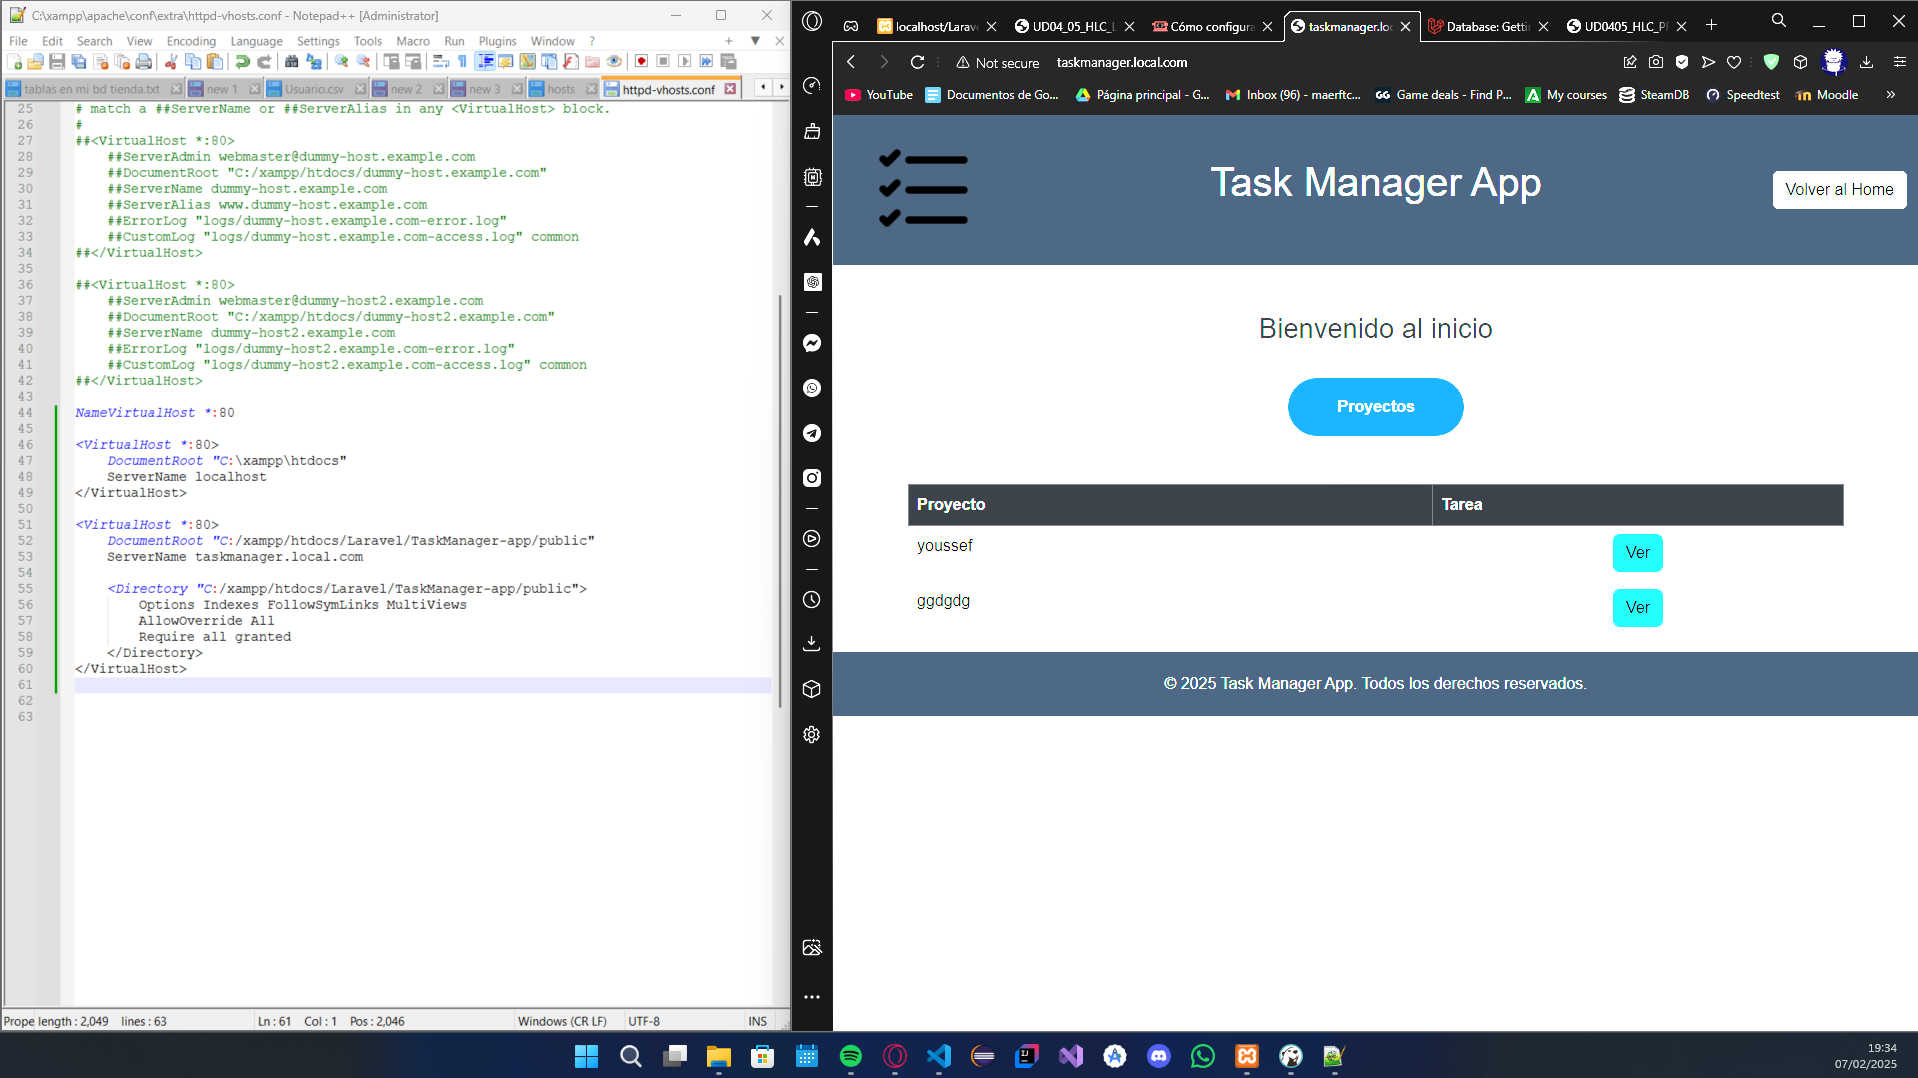 C:\xampp\apache\conf\extra\httpd-vhosts.conf - Notepad++ [Administrator]
File Edit Search View Encoding Language Settings Tools Macro Run Plugins Window ?
tablas en mi bd tienda.txt new 1 Usuario.csv new 2 new 3 hosts httpd-vhosts.conf
25 # match a ##ServerName or ##ServerAlias in any <VirtualHost> block.
26 #
27 ##<VirtualHost *:80>
28 ##ServerAdmin webmaster@dummy-host.example.com
29 ##DocumentRoot "C:/xampp/htdocs/dummy-host.example.com"
30 ##ServerName dummy-host.example.com
31 ##ServerAlias www.dummy-host.example.com
32 ##ErrorLog "logs/dummy-host.example.com-error.log"
33 ##CustomLog "logs/dummy-host.example.com-access.log" common
34 ##</VirtualHost>
35
36 ##<VirtualHost *:80>
37 ##ServerAdmin webmaster@dummy-host2.example.com
38 ##DocumentRoot "C:/xampp/htdocs/dummy-host2.example.com"
39 ##ServerName dummy-host2.example.com
40 ##ErrorLog "logs/dummy-host2.example.com-error.log"
41 ##CustomLog "logs/dummy-host2.example.com-access.log" common
42 ##</VirtualHost>
43
44 NameVirtualHost *:80
45
46 <VirtualHost *:80>
47 DocumentRoot "C:\xampp\htdocs"
48 ServerName localhost
49 </VirtualHost>
50
51 <VirtualHost *:80>
52 DocumentRoot "C:/xampp/htdocs/Laravel/TaskManager-app/public"
53 ServerName taskmanager.local.com
54
55 <Directory "C:/xampp/htdocs/Laravel/TaskManager-app/public">
56 Options Indexes FollowSymLinks MultiViews
57 AllowOverride All
58 Require all granted
59 </Directory>
60 </VirtualHost>
61
62
63
Prope length : 2,049 lines : 63 Ln : 61 Col : 1 Pos : 2,046 Windows (CR LF) UTF-8 INS
localhost/Larav UD04_05_HLC_L Cómo configura taskmanager.loc Database: Getti UD0405_HLC_P
Not secure taskmanager.local.com
YouTube Documentos de Go... Página principal - G... Inbox (96) - maerftc... Game deals - Find P... My courses SteamDB Speedtest Moodle »
Task Manager App
Volver al Home
Bienvenido al inicio
Proyectos
Proyecto Tarea
youssef Ver
ggdgdg Ver
© 2025 Task Manager App. Todos los derechos reservados.
19:34
07/02/2025